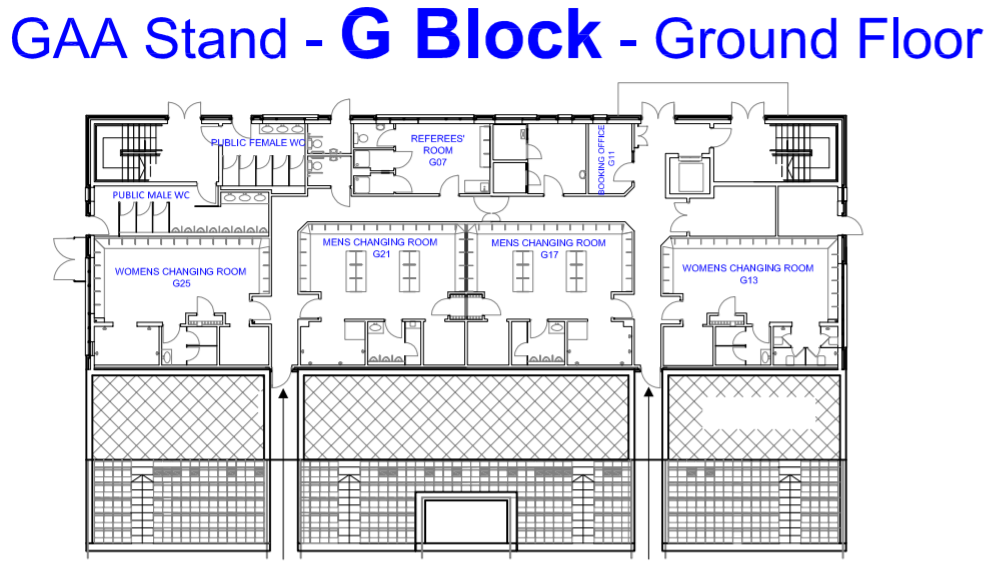 GAA Stand - G Block - Ground Floor
PUBLIC FEMALE WC
REFEREES'
ROOM
G07
BOOKING OFFICE
G11
PUBLIC MALE WC
WOMENS CHANGING ROOM
G25
MENS CHANGING ROOM
G21
MENS CHANGING ROOM
G17
WOMENS CHANGING ROOM
G13